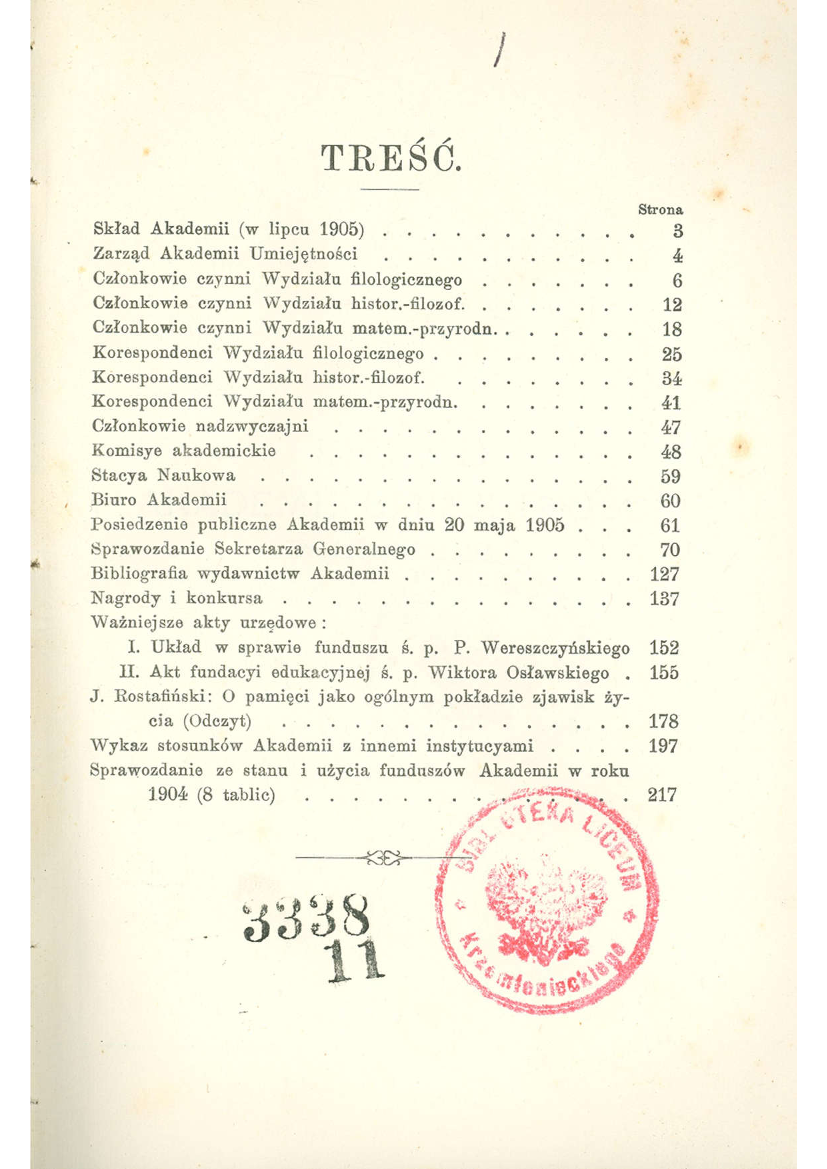 TREŚĆ.
Strona
Skład Akademii (w lipcu 1905) . . . . . . . . . . . 3
Zarząd Akademii Umiejętności . . . . . . . . . . . 4
Członkowie czynni Wydziału filologicznego . . . . . . . 6
Członkowie czynni Wydziału histor.-filozof. . . . . . . . 12
Członkowie czynni Wydziału matem.-przyrodn. . . . . . . 18
Korespondenci Wydziału filologicznego . . . . . . . . . 25
Korespondenci Wydziału histor.-filozof. . . . . . . . . 34
Korespondenci Wydziału matem.-przyrodn. . . . . . . . 41
Członkowie nadzwyczajni . . . . . . . . . . . . . 47
Komisye akademickie . . . . . . . . . . . . . . 48
Stacya Naukowa . . . . . . . . . . . . . . . . 59
Biuro Akademii . . . . . . . . . . . . . . . . 60
Posiedzenie publiczne Akademii w dniu 20 maja 1905 . . . 61
Sprawozdanie Sekretarza Generalnego . . . . . . . . . 70
Bibliografia wydawnictw Akademii . . . . . . . . . . 127
Nagrody i konkursa . . . . . . . . . . . . . . . 137
Ważniejsze akty urzędowe :
I. Układ w sprawie funduszu ś. p. P. Wereszczyńskiego 152
II. Akt fundacyi edukacyjnej ś. p. Wiktora Osławskiego . 155
J. Rostafiński: O pamięci jako ogólnym pokładzie zjawisk ży-
cia (Odczyt) . . . . . . . . . . . . . . . 178
Wykaz stosunków Akademii z innemi instytucyami . . . . 197
Sprawozdanie ze stanu i użycia funduszów Akademii w roku
1904 (8 tablic) . . . . . . . . . . . . . . 217
BIBLIOTEKA LICEUM
Krzemienieckiego
3338
11